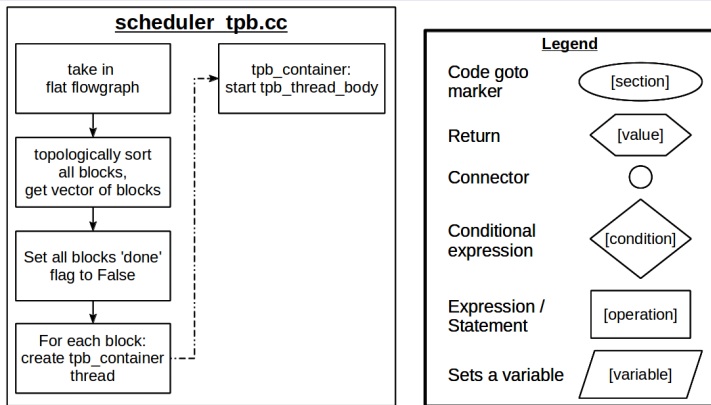 scheduler_tpb.cc
take in
flat flowgraph
topologically sort
all blocks,
get vector of blocks
Set all blocks 'done'
flag to False
For each block:
create tpb_container
thread
tpb_container:
start tpb_thread_body
Legend
Code goto
marker
[section]
Return
[value]
Connector
Conditional
expression
[condition]
Expression /
Statement
[operation]
Sets a variable
[variable]